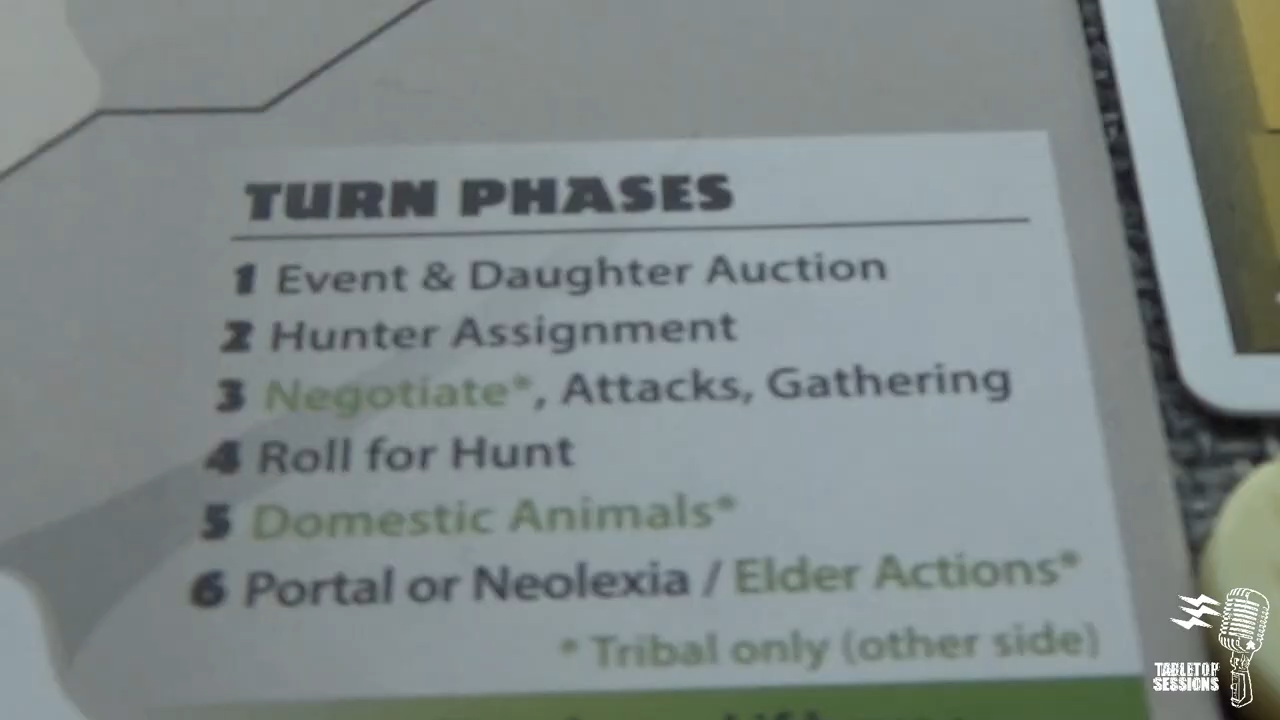 TURN PHASES
1 Event & Daughter Auction
2 Hunter Assignment
3 Negotiate*, Attacks, Gathering
4 Roll for Hunt
5 Domestic Animals*
6 Portal or Neolexia / Elder Actions*
* Tribal only (other side)
TABLETOP
SESSIONS